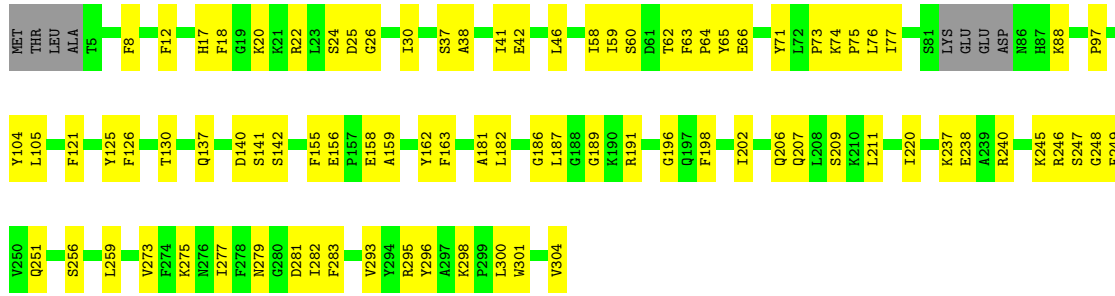 MET THR LEU ALA T5 F8 F12 H17 F18 G19 K20 K21 R22 L23 S24 D25 G26 I30 S37 A38 I41 E42 L46 I58 I59 S60 D61 T62 F63 P64 Y65 E66 Y71 L72 P73 K74 P75 L76 I77 S81 LYS GLU GLU ASP N86 H87 K88 P97
Y104 L105 F121 Y125 F126 T130 Q137 D140 S141 S142 F155 E156 P157 E158 A159 Y162 F163 A181 L182 G186 L187 G188 G189 K190 R191 G196 Q197 F198 I202 Q206 Q207 L208 S209 K210 L211 I220 K237 E238 A239 R240 K245 R246 S247 G248
V250 Q251 S256 L259 V273 F274 K275 N276 I277 F278 N279 G280 D281 I282 F283 V293 Y294 R295 Y296 A297 K298 P299 L300 W301 V304